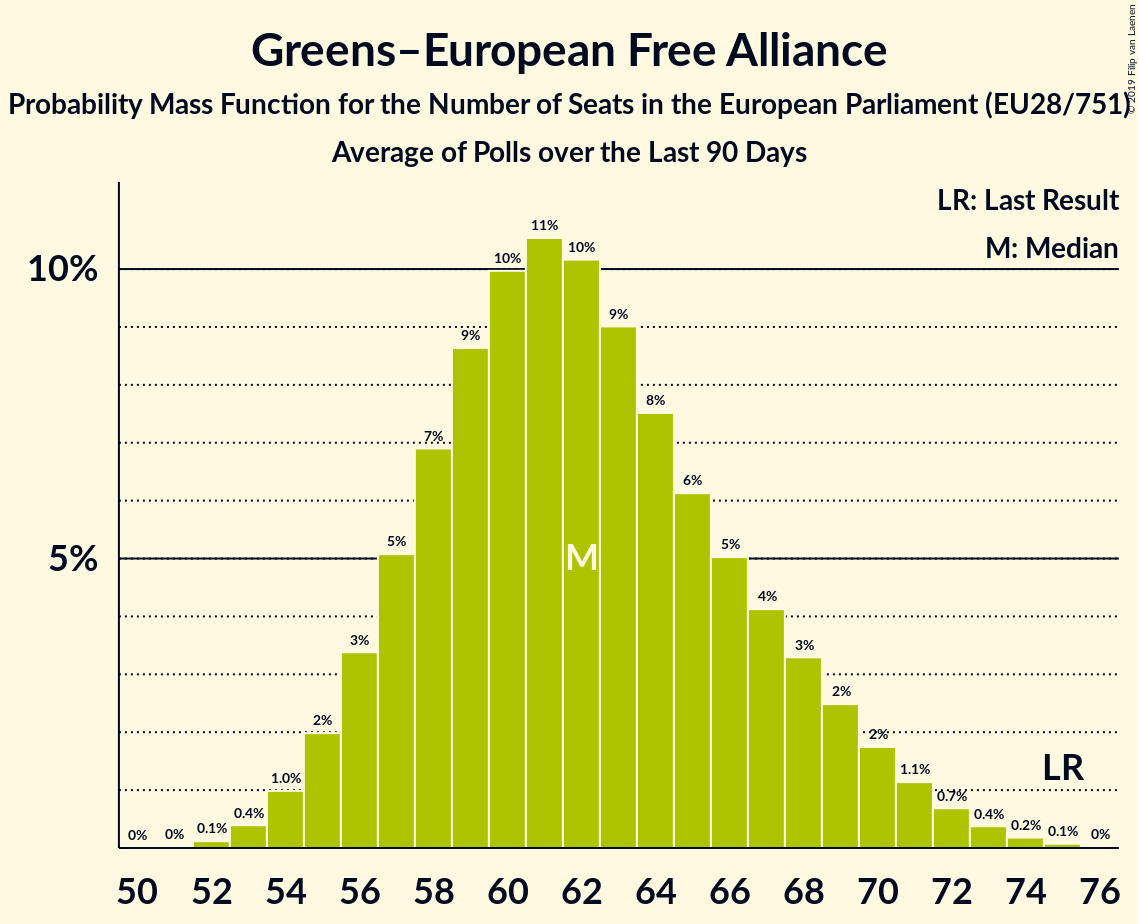 Greens–European Free Alliance
Probability Mass Function for the Number of Seats in the European Parliament (EU28/751)
Average of Polls over the Last 90 Days
© 2019 Filip van Laenen
LR: Last Result
M: Median
10%
5%
0% 0% 0.1% 0.4% 1.0% 2% 3% 5% 7% 9% 10% 11% 10% 9% 8% 6% 5% 4% 3% 2% 2% 1.1% 0.7% 0.4% 0.2% 0.1% 0%
M
LR
50 52 54 56 58 60 62 64 66 68 70 72 74 76